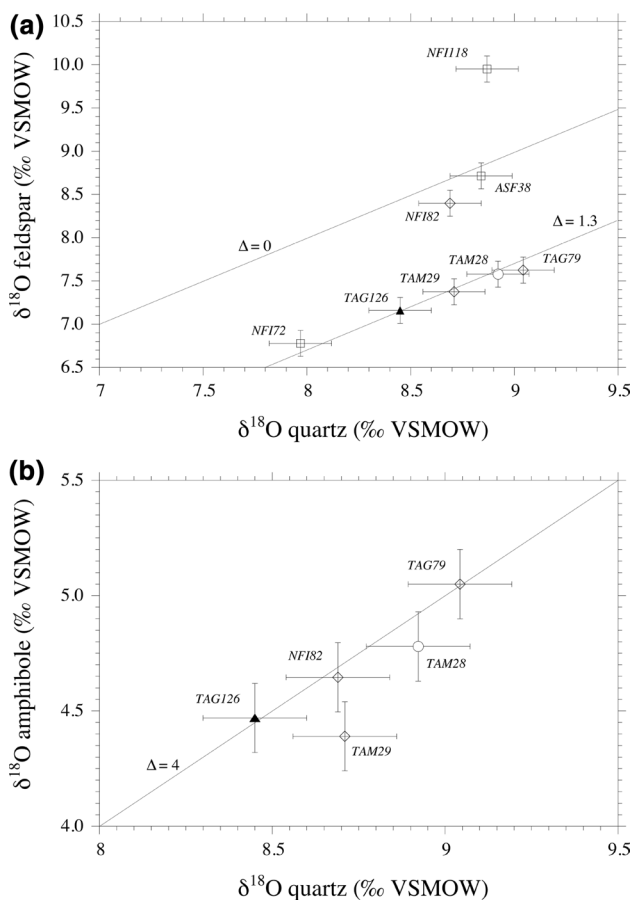 (a)
10.5
10.0
9.5
9.0
8.5
8.0
7.5
7.0
6.5
δ18O feldspar (‰ VSMOW)
NFI118
ASF38
NFI82
Δ = 0
Δ = 1.3
TAM28
TAG79
TAM29
TAG126
NFI72
7 7.5 8 8.5 9 9.5
δ18O quartz (‰ VSMOW)
(b)
5.5
5.0
4.5
4.0
δ18O amphibole (‰ VSMOW)
TAG79
NFI82
TAM28
TAG126
TAM29
Δ = 4
8 8.5 9 9.5
δ18O quartz (‰ VSMOW)